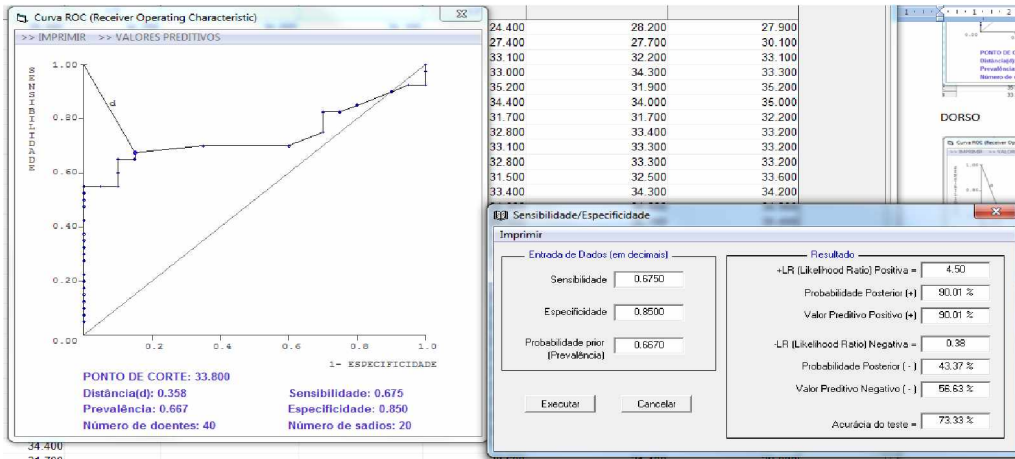 Curva ROC (Receiver Operating Characteristic)
>> IMPRIMIR >> VALORES PREDITIVOS
SENSIBILIDADE
1.00
0.80
0.60
0.40
0.20
0.00
d
0.2 0.4 0.6 0.8 1.0
1- ESPECIFICIDADE
PONTO DE CORTE: 33.800
Distância(d): 0.358 Sensibilidade: 0.675
Prevalência: 0.667 Especificidade: 0.850
Número de doentes: 40 Número de sadios: 20
34.400
24.400 28.200 27.900
27.400 27.700 30.100
33.100 32.200 33.100
33.000 34.300 33.300
35.200 31.900 35.200
34.400 34.000 35.000
31.700 31.700 32.200
32.800 33.400 33.200
33.100 33.300 33.200
32.800 33.300 33.200
31.500 32.500 33.600
33.400 34.300 34.200
DORSO
Sensibilidade/Especificidade
Imprimir
Entrada de Dados (em decimais)
Sensibilidade 0.6750
Especificidade 0.8500
Probabilidade prior
(Prevalência) 0.6670
Executar Cancelar
Resultado
+LR (Likelihood Ratio) Positiva = 4.50
Probabilidade Posterior (+) 90.01 %
Valor Preditivo Positivo (+) 90.01 %
-LR (Likelihood Ratio) Negativa = 0.38
Probabilidade Posterior ( - ) 43.37 %
Valor Preditivo Negativo ( - ) 56.63 %
Acurácia do teste = 73.33 %